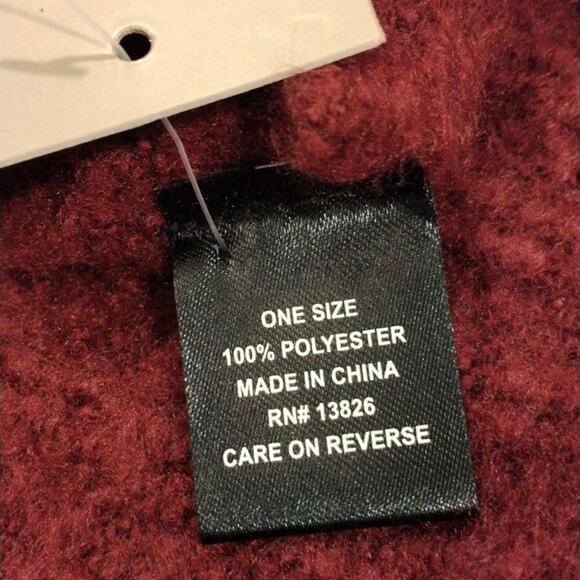 ONE SIZE
100% POLYESTER
MADE IN CHINA
RN# 13826
CARE ON REVERSE